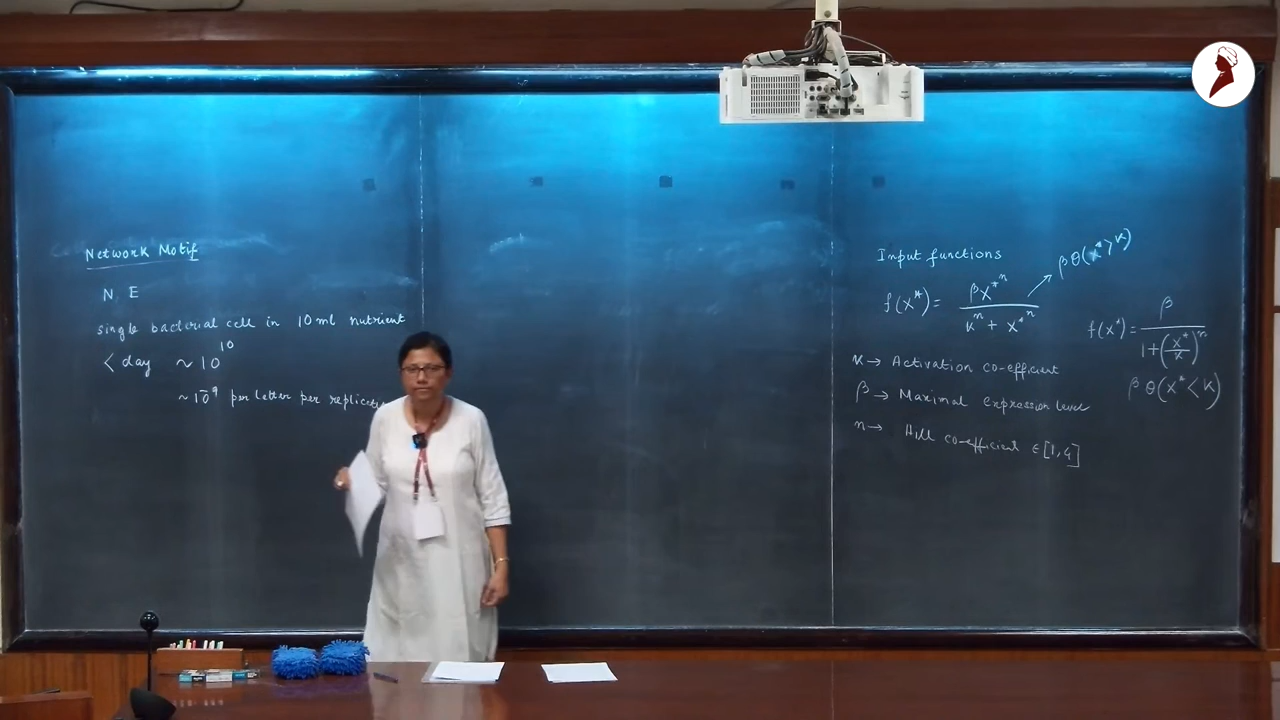 Network Motif
N E
single bacterial cell in 10 ml nutrient
< day ~ 10^10
~ 10^-9 per letter per
Input functions
f(X*) = βX*^n / (K^n + X*^n) → βθ(X* > K)
f(X*) = β / (1 + (X*/K)^n)
βθ(X* < K)
K → Activation co-efficient
β → Maximal expression level
n → Hill co-efficient ∈ [1,4]